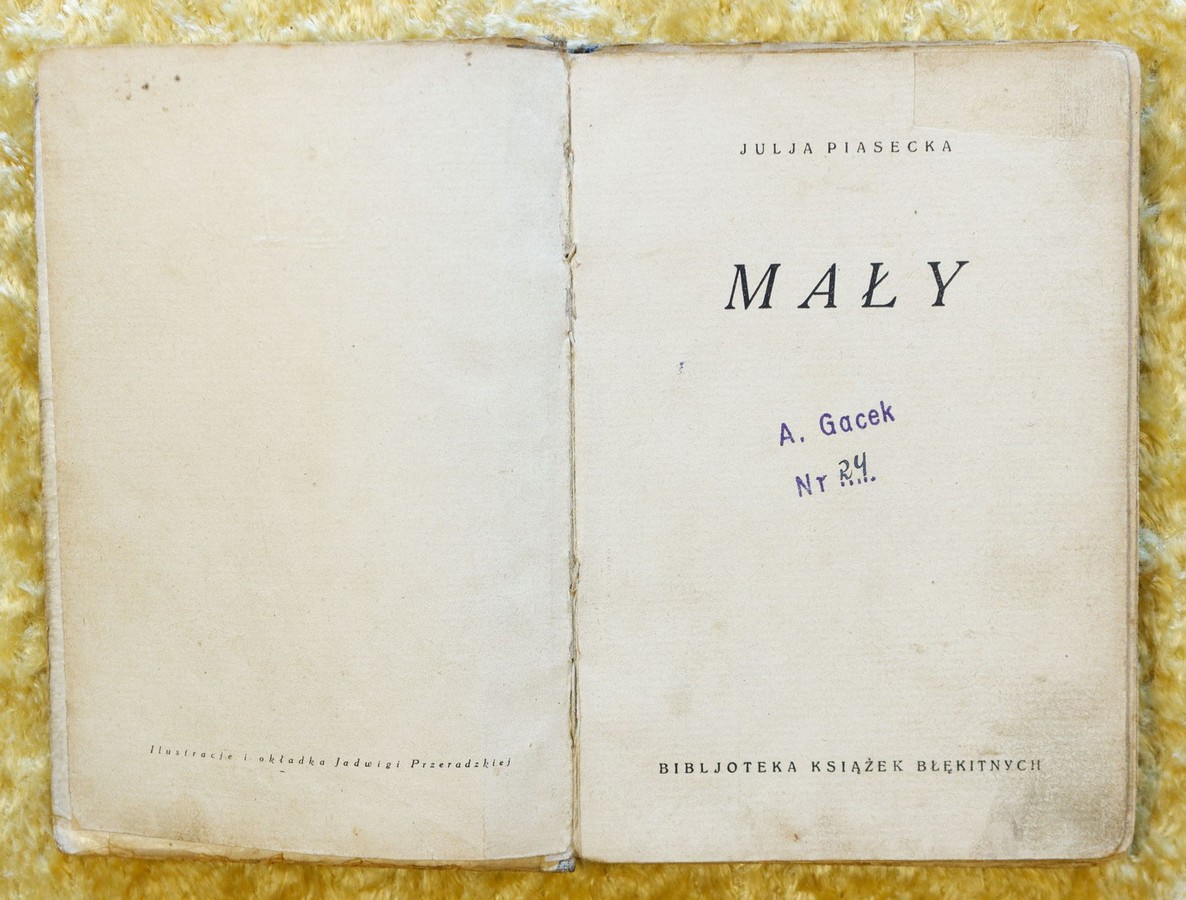 Ilustracje i okładka Jadwigi Przeradzkiej
JULJA PIASECKA
MAŁY
A. Gacek
Nr 24
BIBLJOTEKA KSIĄŻEK BŁĘKITNYCH